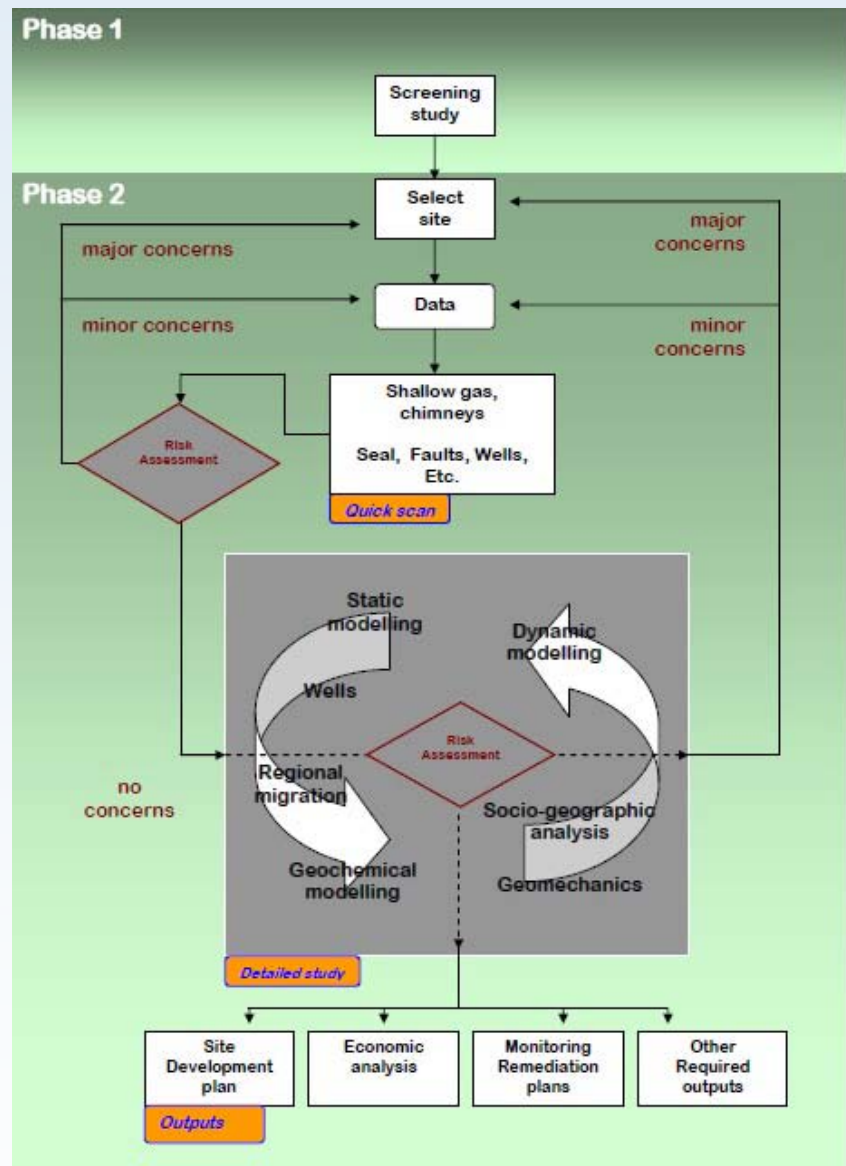 Phase 1
Screening
study
Phase 2
Select
site
major concerns
major
concerns
Data
minor concerns
minor
concerns
Shallow gas,
chimneys
Seal, Faults, Wells,
Etc.
Risk
Assessment
Quick scan
Static
modelling
Dynamic
modelling
Wells
Risk
Assessment
Regional
migration
no
concerns
Socio-geographic
analysis
Geochemical
modelling
Geomechanics
Detailed study
Site
Development
plan
Economic
analysis
Monitoring
Remediation
plans
Other
Required
outputs
Outputs